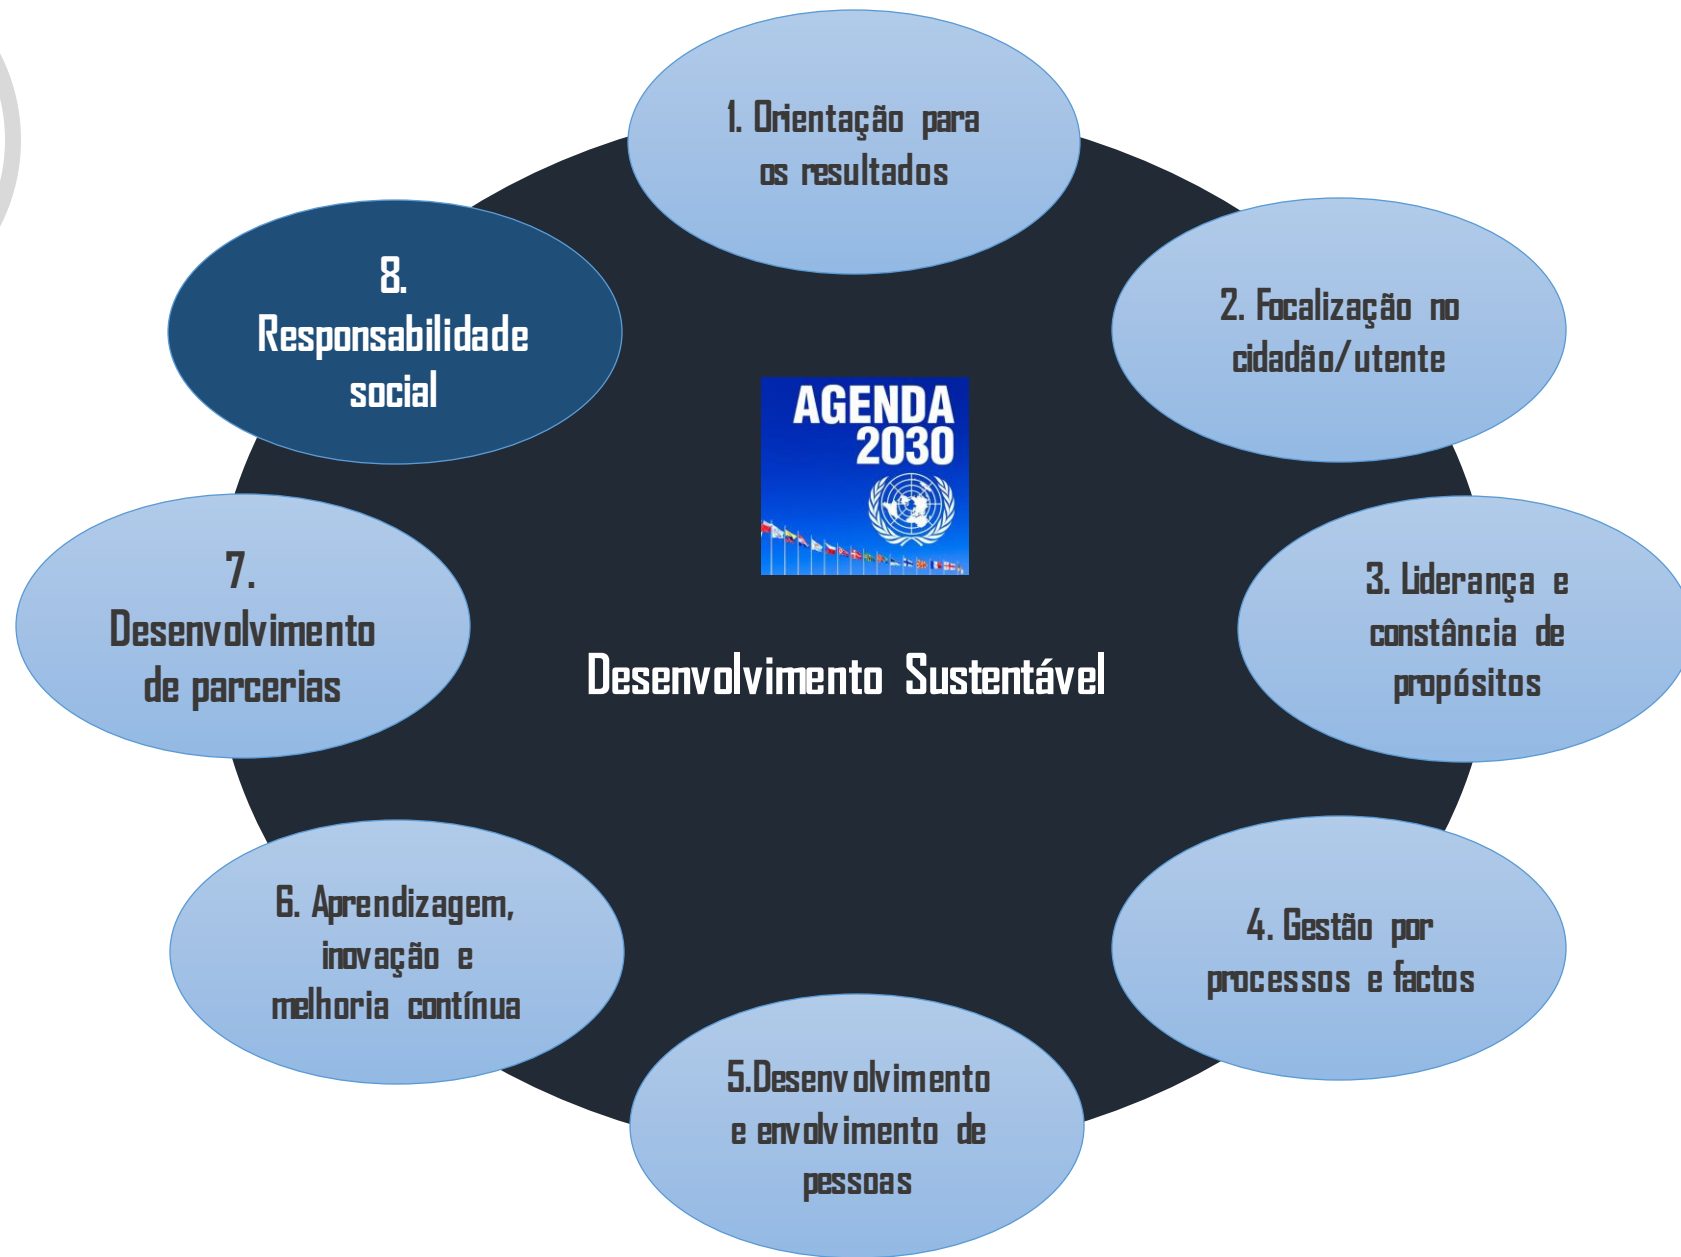 1. Orientação para
os resultados
2. Focalização no
cidadão/utente
3. Liderança e
constância de
propósitos
4. Gestão por
processos e factos
5.Desenvolvimento
e envolvimento de
pessoas
6. Aprendizagem,
inovação e
melhoria contínua
7.
Desenvolvimento
de parcerias
8.
Responsabilidade
social
AGENDA
2030
Desenvolvimento Sustentável